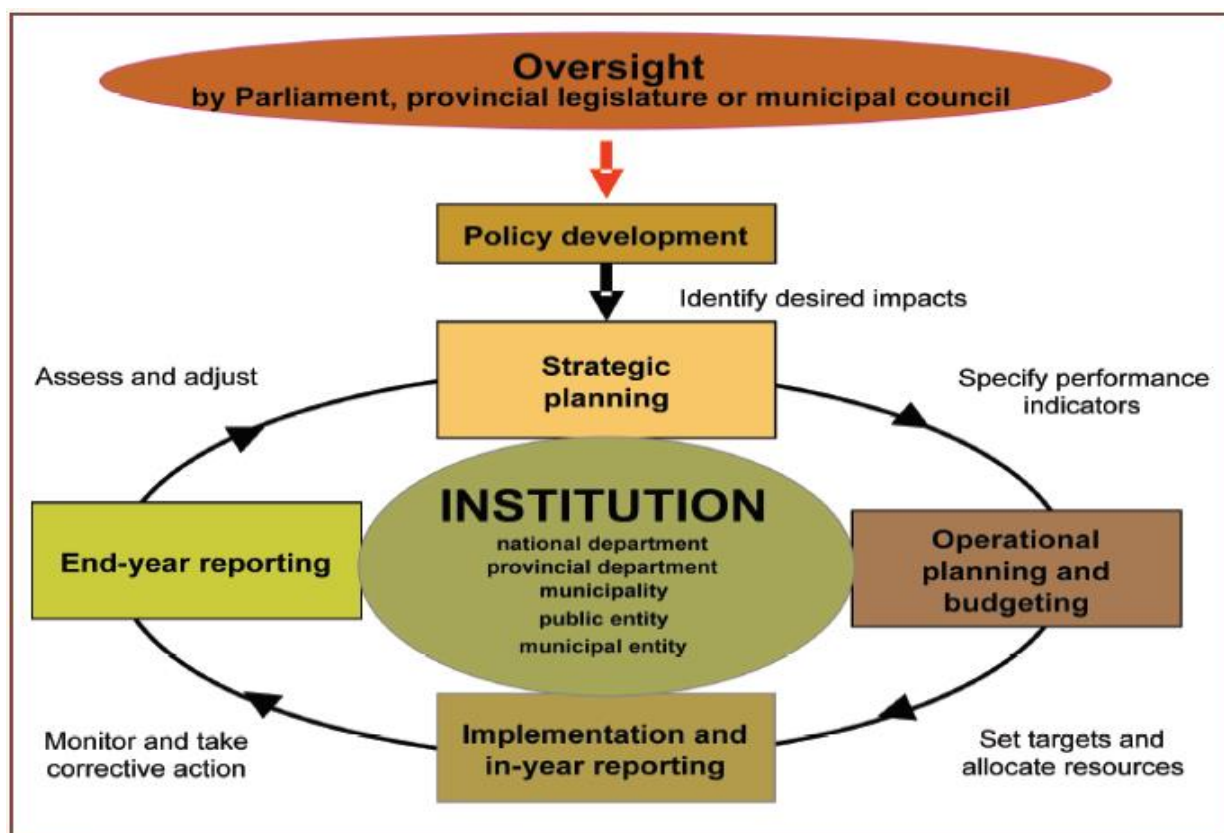 Oversight
by Parliament, provincial legislature or municipal council
Policy development
Identify desired impacts
Strategic
planning
Assess and adjust
Specify performance
indicators
INSTITUTION
national department
provincial department
municipality
public entity
municipal entity
End-year reporting
Operational
planning and
budgeting
Implementation and
in-year reporting
Monitor and take
corrective action
Set targets and
allocate resources